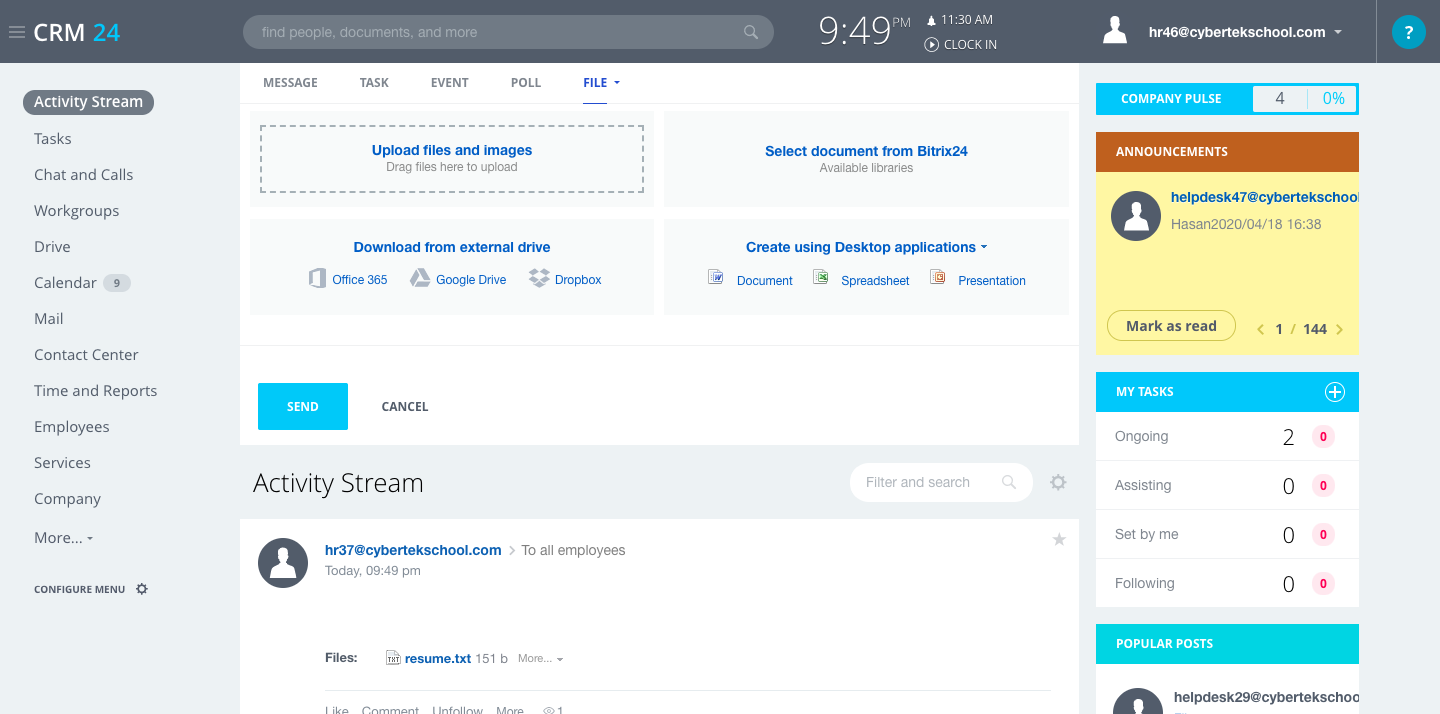 CRM 24
find people, documents, and more
9:49 PM
11:30 AM
CLOCK IN
hr46@cybertekschool.com
?
Activity Stream
Tasks
Chat and Calls
Workgroups
Drive
Calendar 9
Mail
Contact Center
Time and Reports
Employees
Services
Company
More...
CONFIGURE MENU
MESSAGE TASK EVENT POLL FILE
Upload files and images
Drag files here to upload
Select document from Bitrix24
Available libraries
Download from external drive
Office 365 Google Drive Dropbox
Create using Desktop applications
Document Spreadsheet Presentation
SEND CANCEL
Activity Stream
Filter and search
hr37@cybertekschool.com > To all employees
Today, 09:49 pm
Files: TXT resume.txt 151 b More...
Like Comment Unfollow More 1
COMPANY PULSE 4 0%
ANNOUNCEMENTS
helpdesk47@cybertekschool
Hasan2020/04/18 16:38
Mark as read < 1 / 144 >
MY TASKS
Ongoing 2 0
Assisting 0 0
Set by me 0 0
Following 0 0
POPULAR POSTS
helpdesk29@cybertekschoo